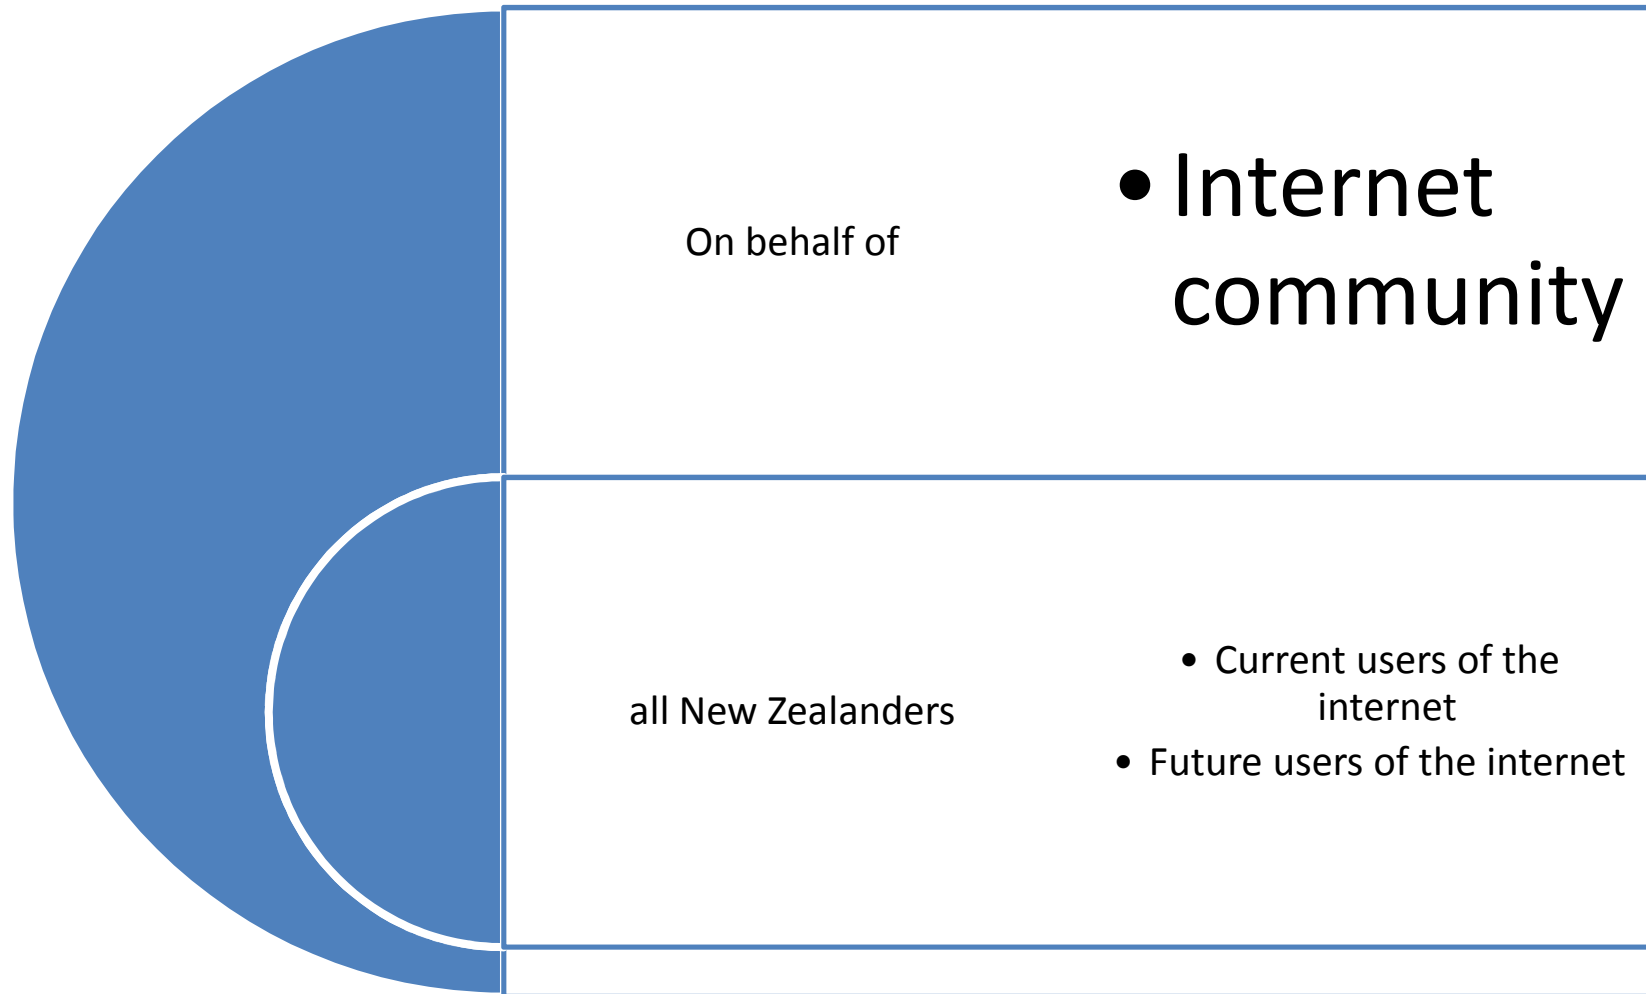 On behalf of
• Internet
community
all New Zealanders
• Current users of the
internet
• Future users of the internet